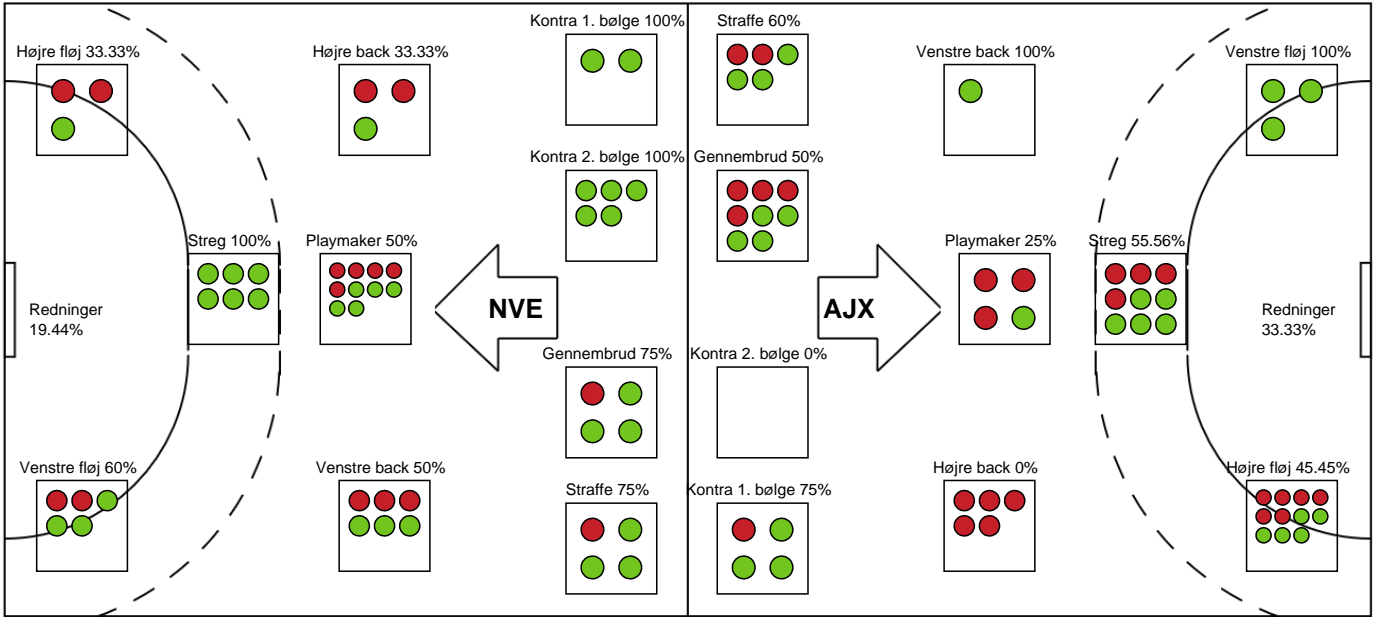 Kontra 1. bølge 100%
Straffe 60%
Højre fløj 33.33%
Højre back 33.33%
Venstre back 100%
Venstre fløj 100%
Kontra 2. bølge 100%
Gennembrud 50%
Streg 100%
Playmaker 50%
Playmaker 25%
Streg 55.56%
Redninger
19.44%
NVE
AJX
Redninger
33.33%
Gennembrud 75%
Kontra 2. bølge 0%
Venstre fløj 60%
Venstre back 50%
Højre back 0%
Højre fløj 45.45%
Straffe 75%
Kontra 1. bølge 75%